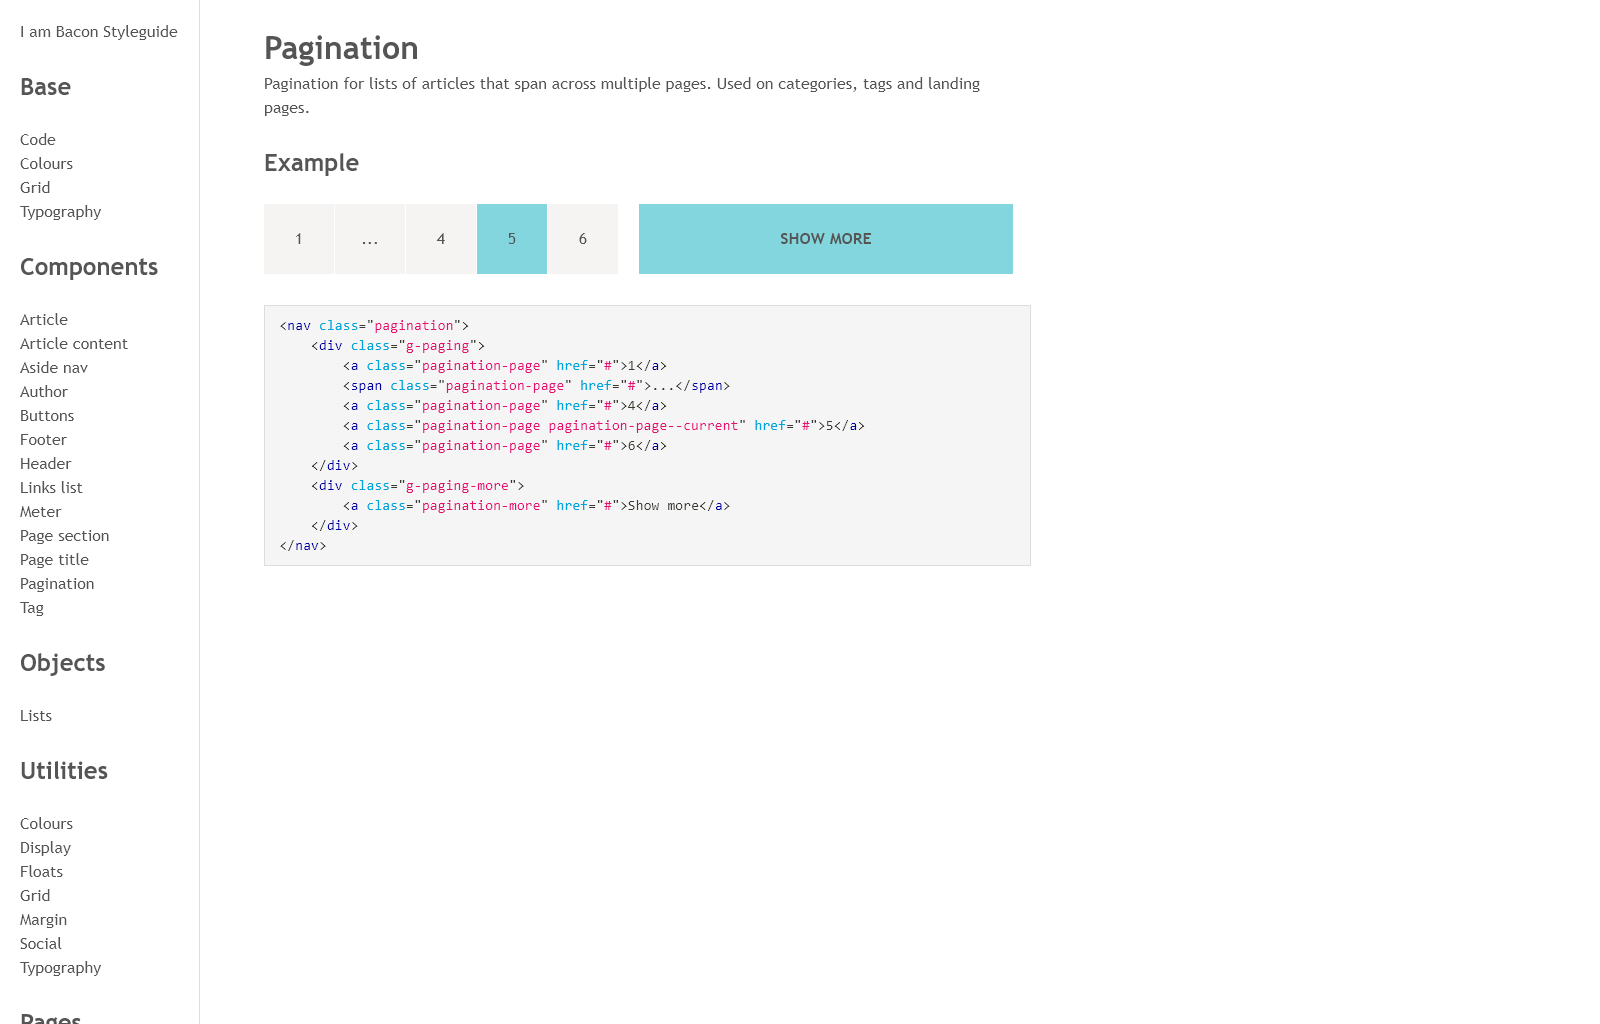 I am Bacon Styleguide
Base
Code
Colours
Grid
Typography
Components
Article
Article content
Aside nav
Author
Buttons
Footer
Header
Links list
Meter
Page section
Page title
Pagination
Tag
Objects
Lists
Utilities
Colours
Display
Floats
Grid
Margin
Social
Typography
Pages
Pagination
Pagination for lists of articles that span across multiple pages. Used on categories, tags and landing
pages.
Example
1 ... 4 5 6 SHOW MORE
<nav class="pagination">
    <div class="g-paging">
        <a class="pagination-page" href="#">1</a>
        <span class="pagination-page" href="#">...</span>
        <a class="pagination-page" href="#">4</a>
        <a class="pagination-page pagination-page--current" href="#">5</a>
        <a class="pagination-page" href="#">6</a>
    </div>
    <div class="g-paging-more">
        <a class="pagination-more" href="#">Show more</a>
    </div>
</nav>